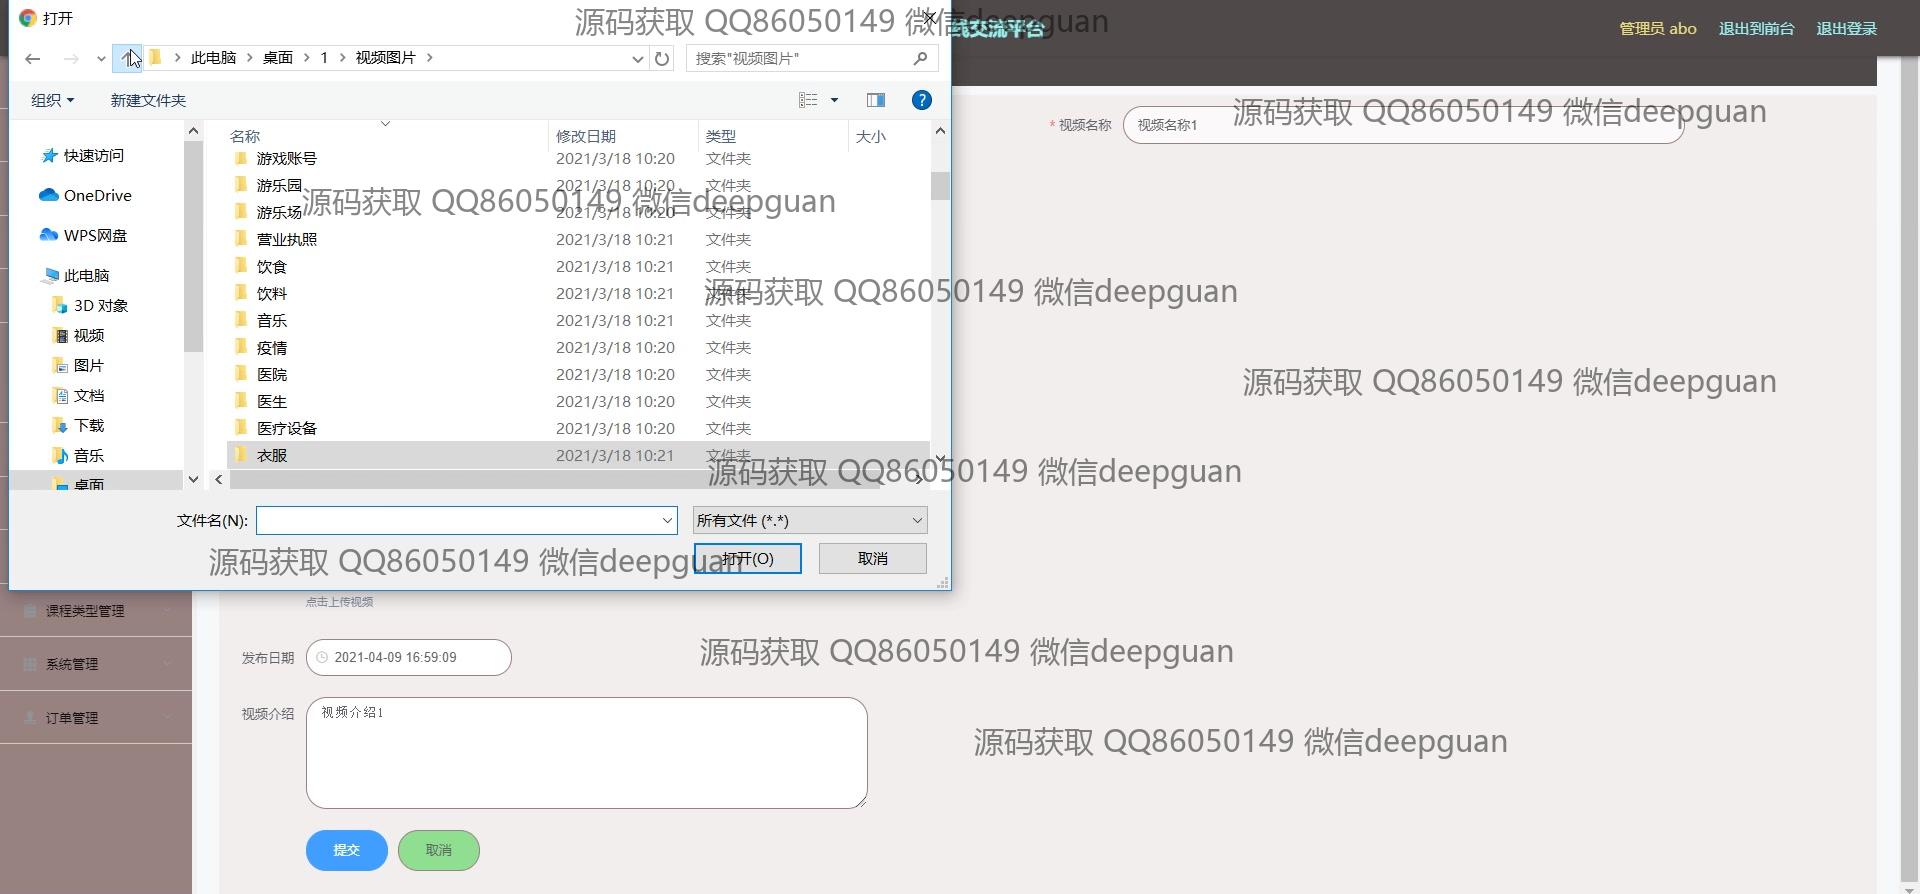 打开
源码获取 QQ86050149 微信deepguan
线交流平台
管理员 abo 退出到前台 退出登录
此电脑 桌面 1 视频图片
搜索"视频图片"
组织 新建文件夹
* 视频名称 视频名称1
源码获取 QQ86050149 微信deepguan
名称 修改日期 类型 大小
快速访问
OneDrive
WPS网盘
此电脑
3D 对象
视频
图片
文档
下载
音乐
桌面
游戏账号 2021/3/18 10:20 文件夹
游乐园 2021/3/18 10:20 文件夹
源码获取 QQ86050149 微信deepguan
游乐场 2021/3/18 10:20 文件夹
营业执照 2021/3/18 10:21 文件夹
饮食 2021/3/18 10:21 文件夹
饮料 2021/3/18 10:21 文件夹
源码获取 QQ86050149 微信deepguan
音乐 2021/3/18 10:21 文件夹
疫情 2021/3/18 10:20 文件夹
医院 2021/3/18 10:20 文件夹
源码获取 QQ86050149 微信deepguan
医生 2021/3/18 10:20 文件夹
医疗设备 2021/3/18 10:20 文件夹
衣服 2021/3/18 10:21 文件夹
源码获取 QQ86050149 微信deepguan
文件名(N): 所有文件 (*.*)
打开(O) 取消
源码获取 QQ86050149 微信deepguan
点击上传视频
课程类型管理
系统管理
订单管理
发布日期 2021-04-09 16:59:09
源码获取 QQ86050149 微信deepguan
视频介绍 视频介绍1
源码获取 QQ86050149 微信deepguan
提交 取消